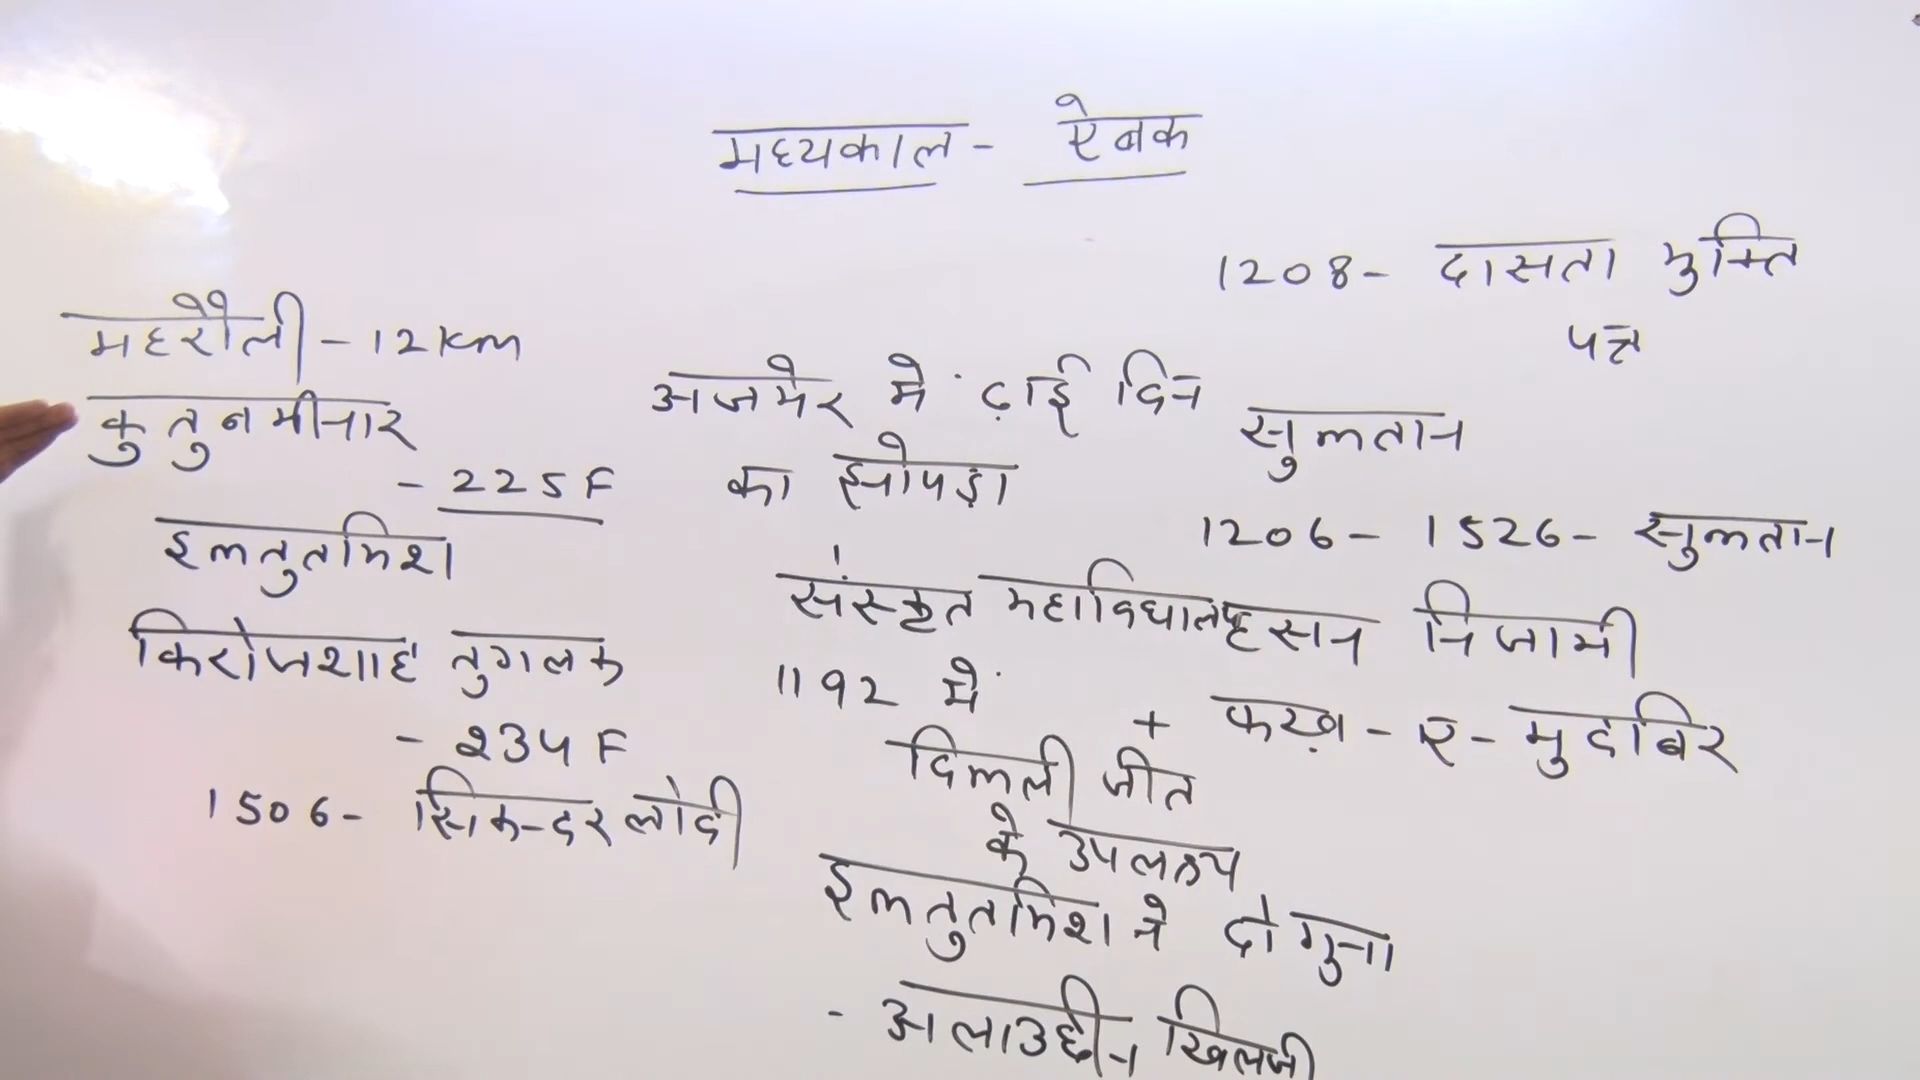 मध्यकाल - ऐबक
महरौली - 12 km
कुतुबमीनार
- 225 F
इल्तुतमिश
फिरोजशाह तुगलक
- 234 F
1506 - सिकन्दर लोदी
अजमेर में ढ़ाई दिन
का झोपड़ा
संस्कृत महाविद्यालय
1192 में
दिल्ली जीत
के उपलक्ष्य
इल्तुतमिश ने दो गुना
- अलाउद्दीन खिलजी
1208 - दासता मुक्ति
पत्र
सुल्तान
1206 - 1526 - सुल्तान
हसन निजामी
+ फख्र - ए - मुदब्बिर